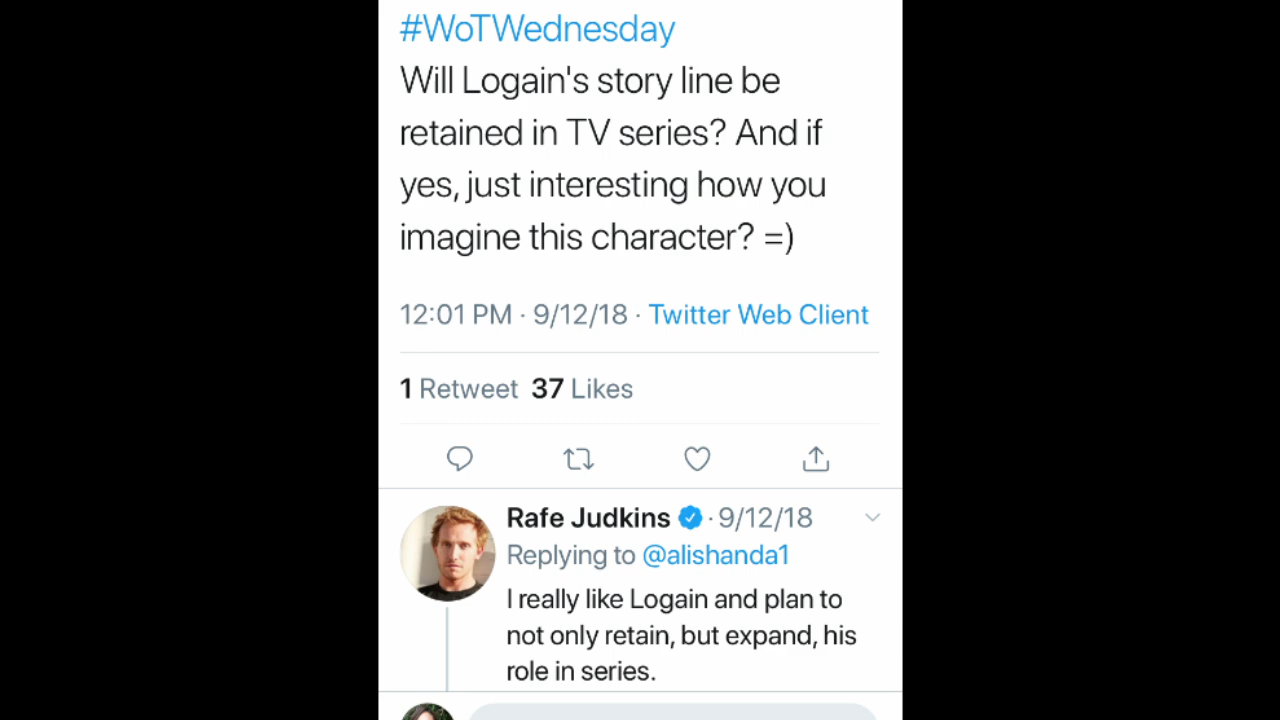 #WoTWednesday
Will Logain's story line be
retained in TV series? And if
yes, just interesting how you
imagine this character? =)
12:01 PM · 9/12/18 · Twitter Web Client
1 Retweet 37 Likes
Rafe Judkins · 9/12/18
Replying to @alishanda1
I really like Logain and plan to
not only retain, but expand, his
role in series.